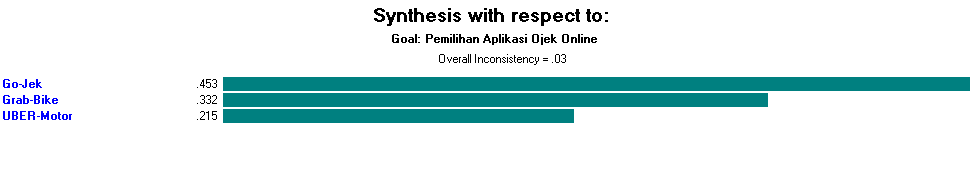 Synthesis with respect to:
Goal: Pemilihan Aplikasi Ojek Online
Overall Inconsistency = .03
Go-Jek .453
Grab-Bike .332
UBER-Motor .215